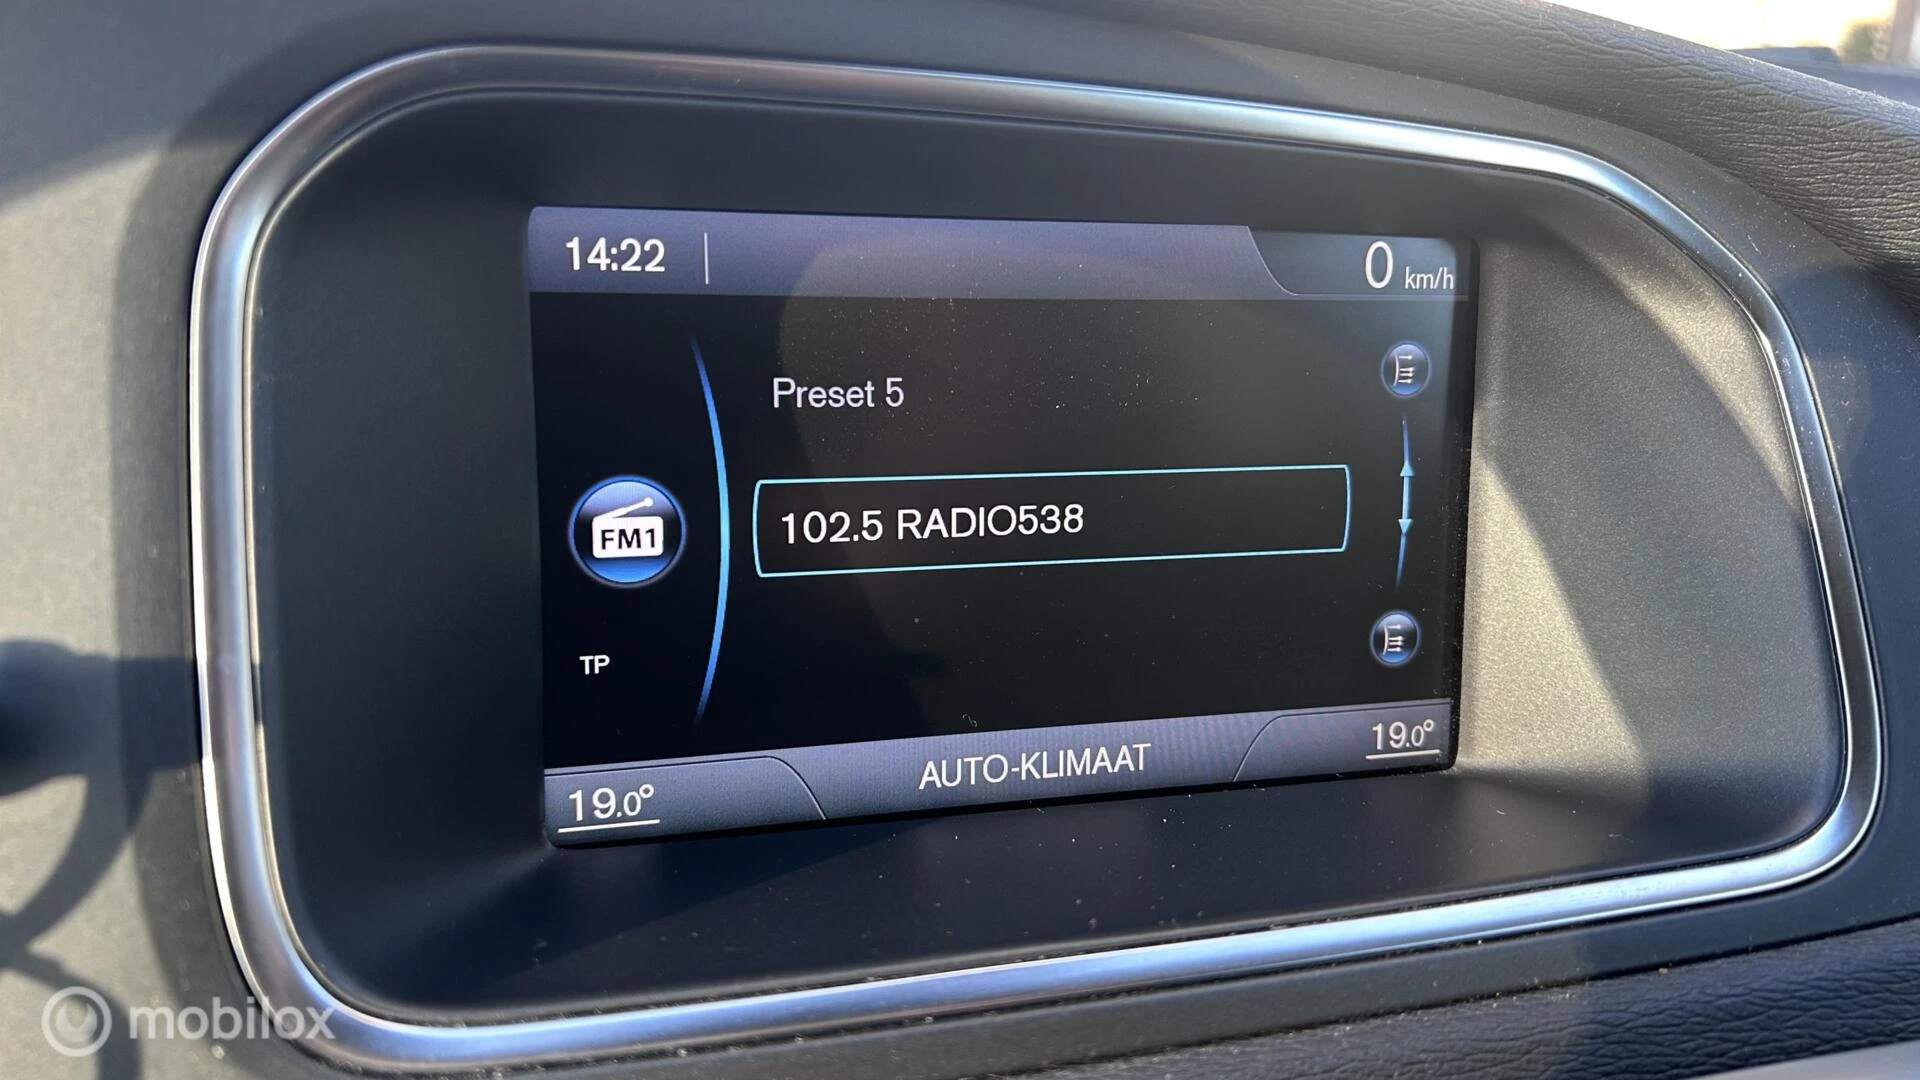 14:22
0 km/h
Preset 5
FM1
102.5 RADIO538
TP
19.0°
AUTO-KLIMAAT
19.0°
mobilox